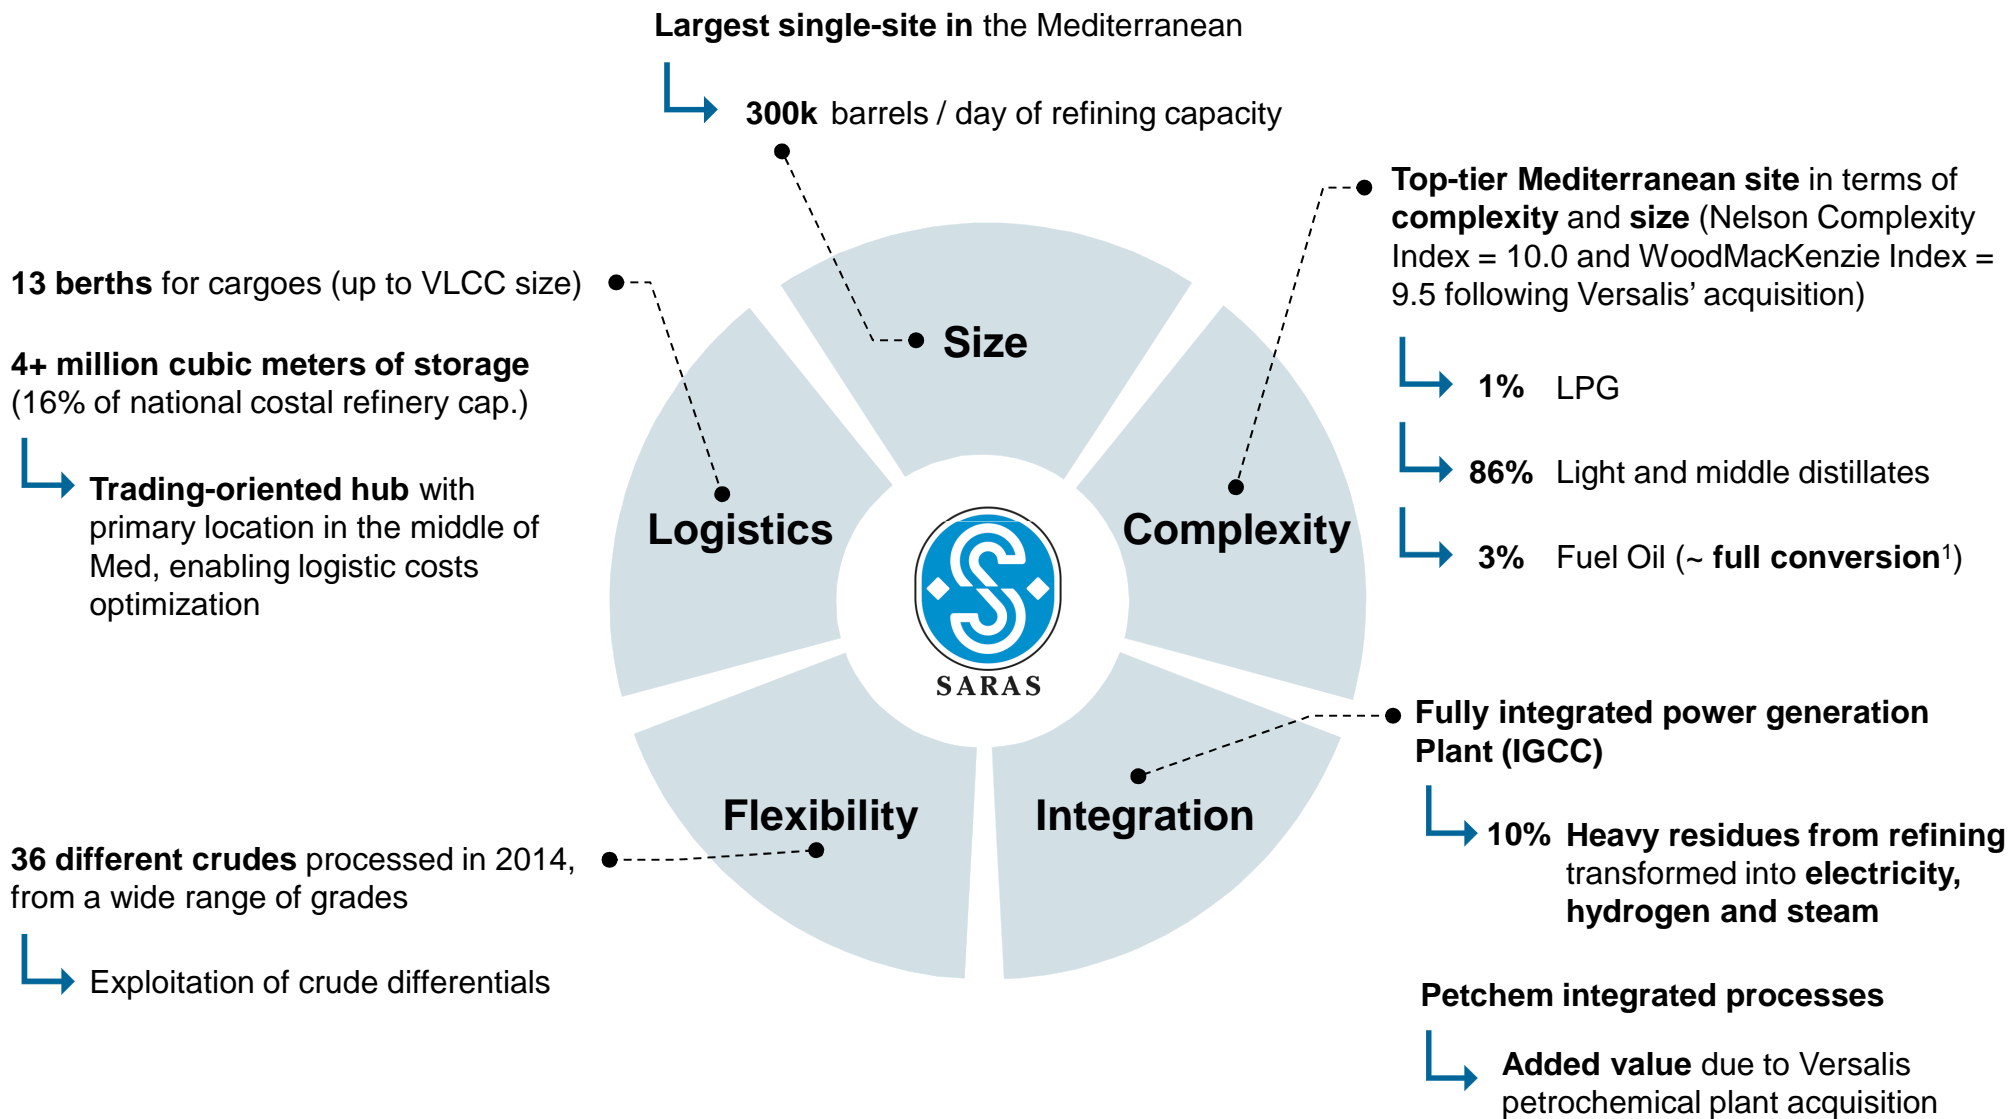 Largest single-site in the Mediterranean
300k barrels / day of refining capacity
Top-tier Mediterranean site in terms of
complexity and size (Nelson Complexity
Index = 10.0 and WoodMacKenzie Index =
9.5 following Versalis’ acquisition)
1% LPG
86% Light and middle distillates
3% Fuel Oil (~ full conversion¹)
13 berths for cargoes (up to VLCC size)
4+ million cubic meters of storage
(16% of national costal refinery cap.)
Trading-oriented hub with
primary location in the middle of
Med, enabling logistic costs
optimization
Size
Logistics
Complexity
SARAS
Flexibility
Integration
Fully integrated power generation
Plant (IGCC)
10% Heavy residues from refining
transformed into electricity,
hydrogen and steam
36 different crudes processed in 2014,
from a wide range of grades
Exploitation of crude differentials
Petchem integrated processes
Added value due to Versalis
petrochemical plant acquisition